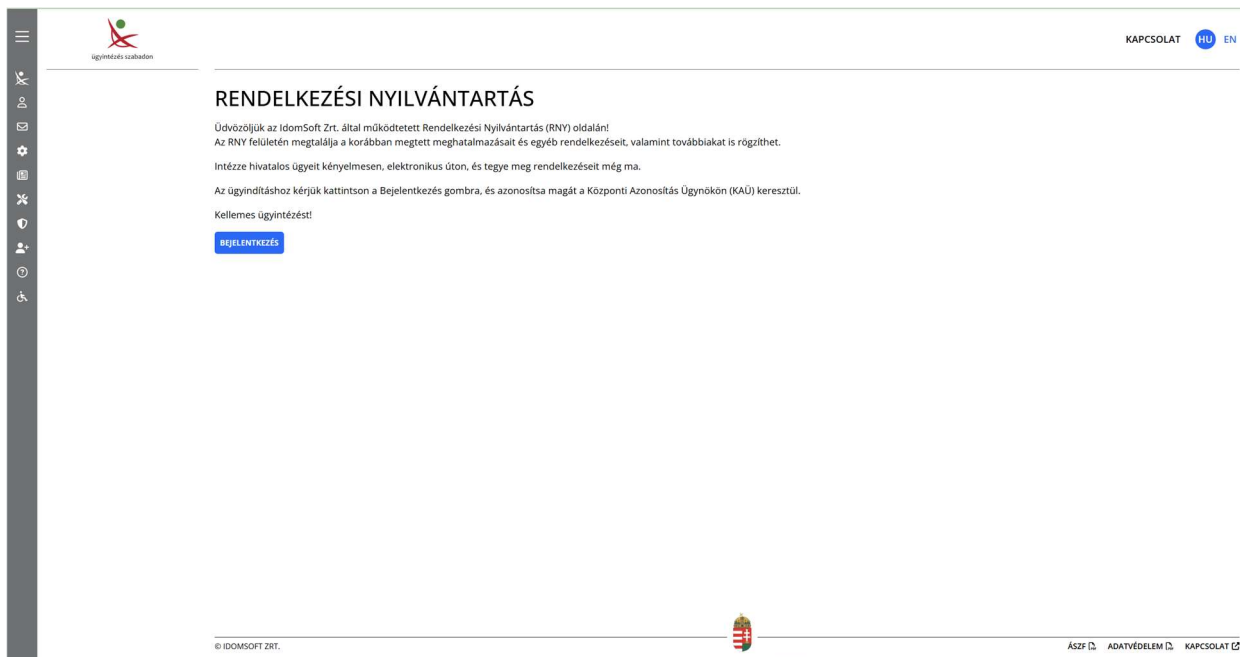 ügyintézés szabadon
KAPCSOLAT HU EN
RENDELKEZÉSI NYILVÁNTARTÁS
Üdvözöljük az IdomSoft Zrt. által működtetett Rendelkezési Nyilvántartás (RNY) oldalán!
Az RNY felületén megtalálja a korábban megtett meghatalmazásait és egyéb rendelkezéseit, valamint továbbiakat is rögzíthet.
Intézze hivatalos ügyeit kényelmesen, elektronikus úton, és tegye meg rendelkezéseit még ma.
Az ügyindításhoz kérjük kattintson a Bejelentkezés gombra, és azonosítsa magát a Központi Azonosítás Ügynökön (KAÜ) keresztül.
Kellemes ügyintézést!
BEJELENTKEZÉS
© IDOMSOFT ZRT.
ÁSZF ADATVÉDELEM KAPCSOLAT